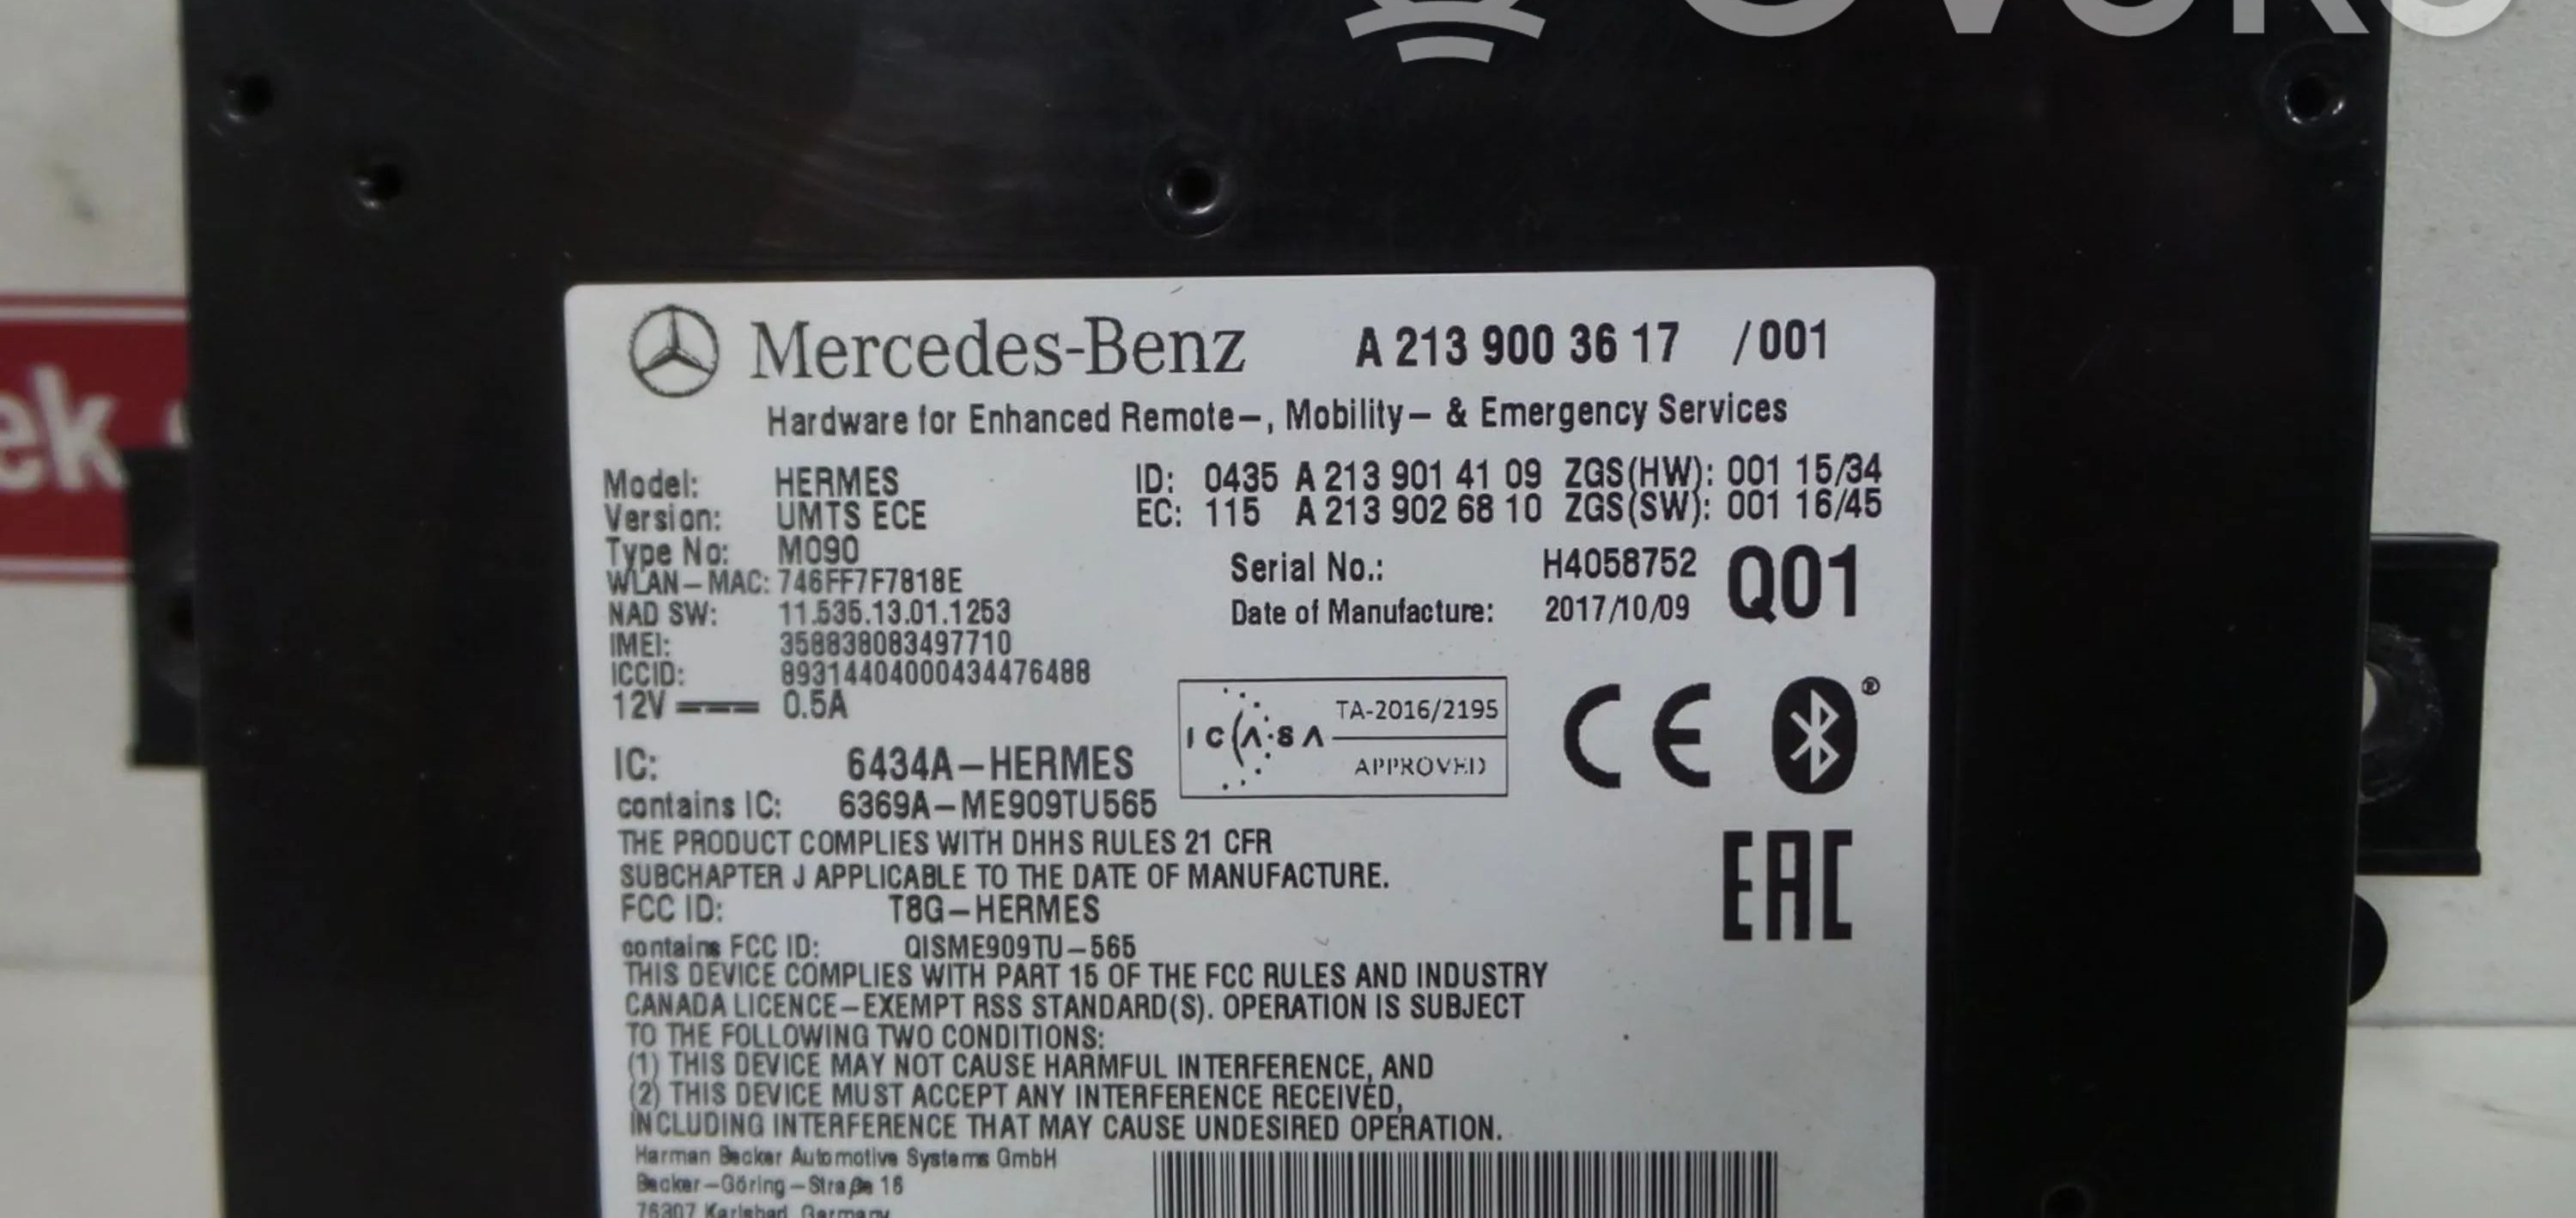 ek
Mercedes-Benz A 213 900 36 17 /001
Hardware for Enhanced Remote-, Mobility- & Emergency Services
Model: HERMES ID: 0435 A 213 901 41 09 ZGS(HW): 001 15/34
Version: UMTS ECE EC: 115 A 213 902 68 10 ZGS(SW): 001 16/45
Type No: M090
WLAN-MAC: 746FF7F7818E
Serial No.: H4058752 Q01
NAD SW: 11.535.13.01.1253
Date of Manufacture: 2017/10/09
IMEI: 358838083497710
ICCID: 89314404000434476488
12V 0.5A
ICASA TA-2016/2195
APPROVED
CE
®
IC: 6434A-HERMES
contains IC: 6369A-ME909TU565
THE PRODUCT COMPLIES WITH DHHS RULES 21 CFR
SUBCHAPTER J APPLICABLE TO THE DATE OF MANUFACTURE.
EAC
FCC ID: T8G-HERMES
contains FCC ID: QISME909TU-565
THIS DEVICE COMPLIES WITH PART 15 OF THE FCC RULES AND INDUSTRY
CANADA LICENCE-EXEMPT RSS STANDARD(S). OPERATION IS SUBJECT
TO THE FOLLOWING TWO CONDITIONS:
(1) THIS DEVICE MAY NOT CAUSE HARMFUL INTERFERENCE, AND
(2) THIS DEVICE MUST ACCEPT ANY INTERFERENCE RECEIVED,
INCLUDING INTERFERENCE THAT MAY CAUSE UNDESIRED OPERATION.
Harman Becker Automotive Systems GmbH
Becker-Göring-Straße 16
76307 Karlsbad, Germany